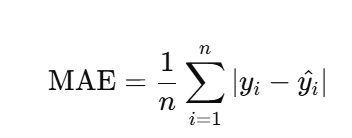 MAE = \frac{1}{n} \sum_{i=1}^{n} |y_i - \hat{y}_i|